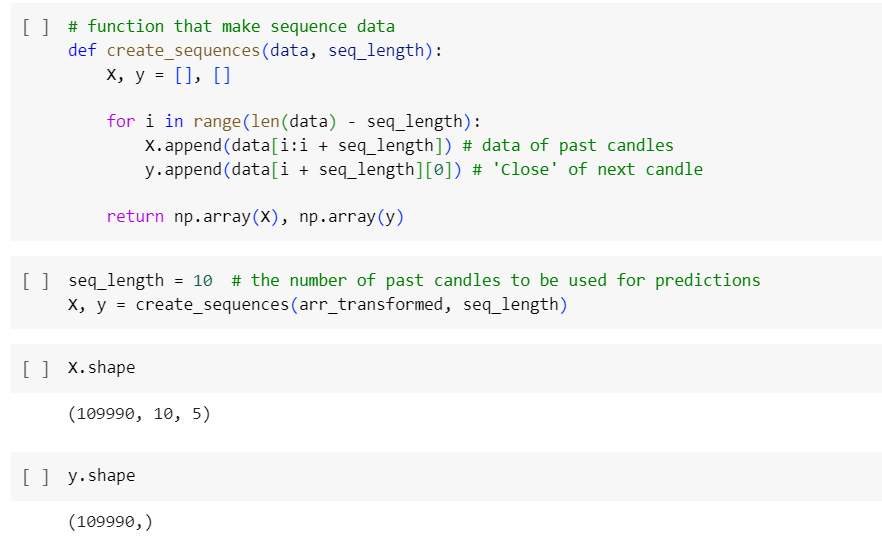 [ ] # function that make sequence data
def create_sequences(data, seq_length):
X, y = [], []
for i in range(len(data) - seq_length):
X.append(data[i:i + seq_length]) # data of past candles
y.append(data[i + seq_length][0]) # 'Close' of next candle
return np.array(X), np.array(y)
[ ] seq_length = 10  # the number of past candles to be used for predictions
X, y = create_sequences(arr_transformed, seq_length)
[ ] X.shape
(109990, 10, 5)
[ ] y.shape
(109990,)